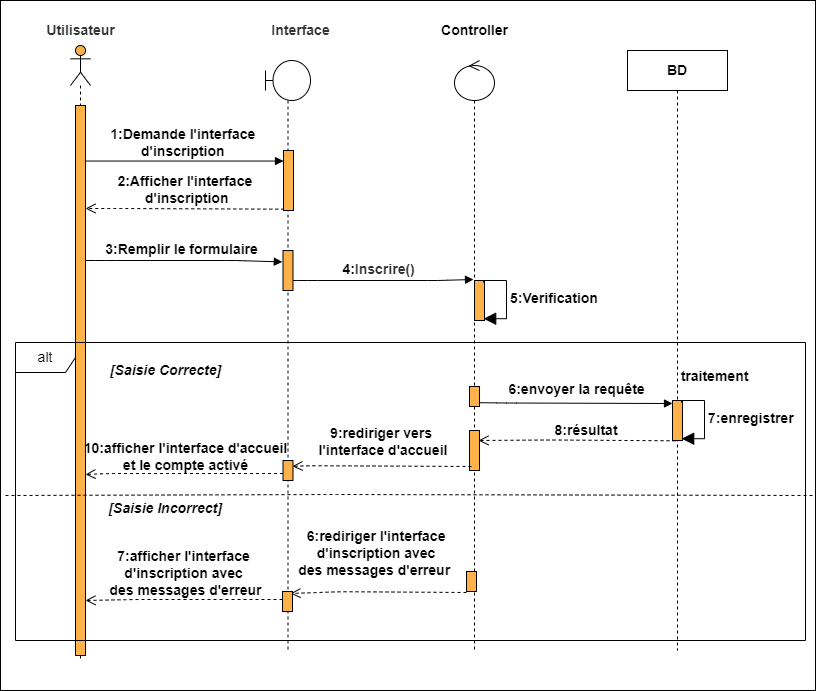 Utilisateur
Interface
Controller
BD
1:Demande l'interface
d'inscription
2:Afficher l'interface
d'inscription
3:Remplir le formulaire
4:Inscrire()
5:Verification
alt
[Saisie Correcte]
6:envoyer la requête
traitement
7:enregistrer
8:résultat
9:rediriger vers
l'interface d'accueil
10:afficher l'interface d'accueil
et le compte activé
[Saisie Incorrect]
6:rediriger l'interface
d'inscription avec
des messages d'erreur
7:afficher l'interface
d'inscription avec
des messages d'erreur